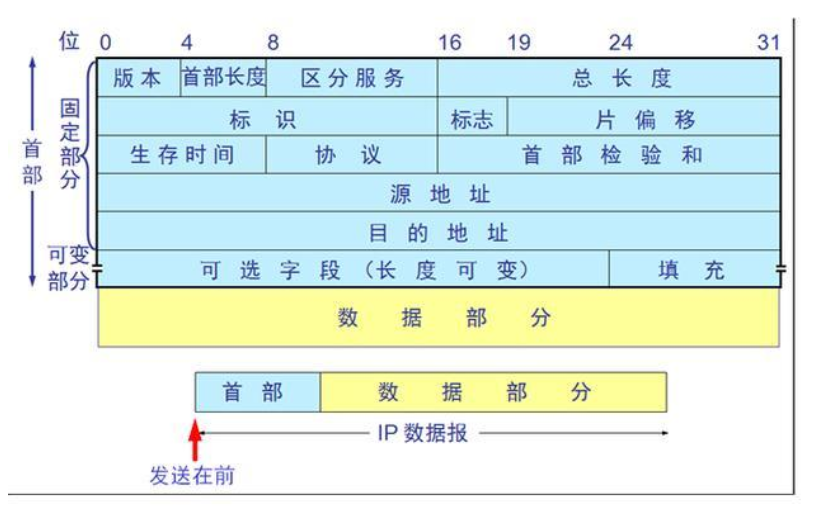 位 0 4 8 16 19 24 31
版本 首部长度 区分服务 总长度
标识 标志 片偏移
生存时间 协议 首部检验和
源地址
目的地址
可选字段（长度可变） 填充
数据部分
首部
固定部分
可变部分
首部 数据部分
IP 数据报
发送在前